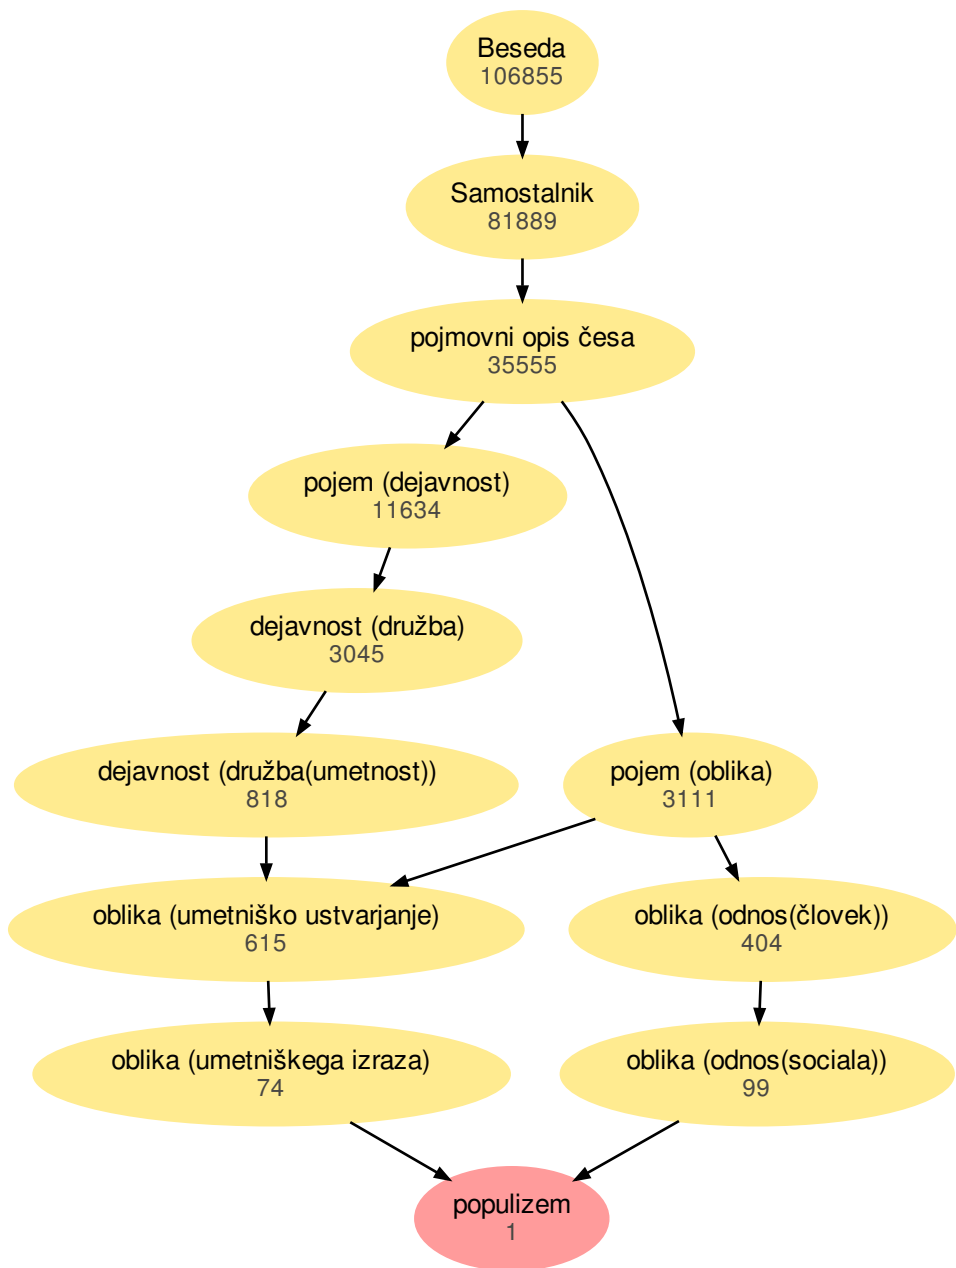 Beseda
106855
Samostalnik
81889
pojmovni opis česa
35555
pojem (dejavnost)
11634
dejavnost (družba)
3045
dejavnost (družba(umetnost))
818
pojem (oblika)
3111
oblika (umetniško ustvarjanje)
615
oblika (odnos(človek))
404
oblika (umetniškega izraza)
74
oblika (odnos(sociala))
99
populizem
1